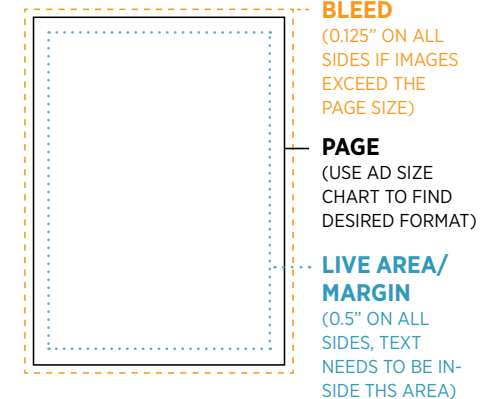 BLEED
(0.125” ON ALL
SIDES IF IMAGES
EXCEED THE
PAGE SIZE)
PAGE
(USE AD SIZE
CHART TO FIND
DESIRED FORMAT)
LIVE AREA/
MARGIN
(0.5” ON ALL
SIDES, TEXT
NEEDS TO BE IN-
SIDE THS AREA)